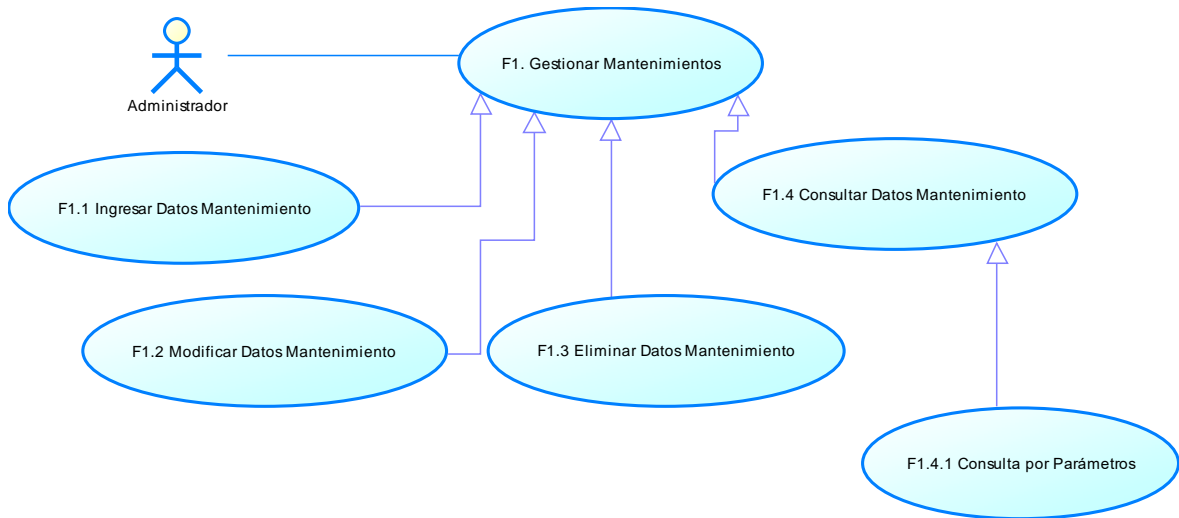 F1. Gestionar Mantenimientos
Administrador
F1.1 Ingresar Datos Mantenimiento
F1.4 Consultar Datos Mantenimiento
F1.2 Modificar Datos Mantenimiento
F1.3 Eliminar Datos Mantenimiento
F1.4.1 Consulta por Parámetros